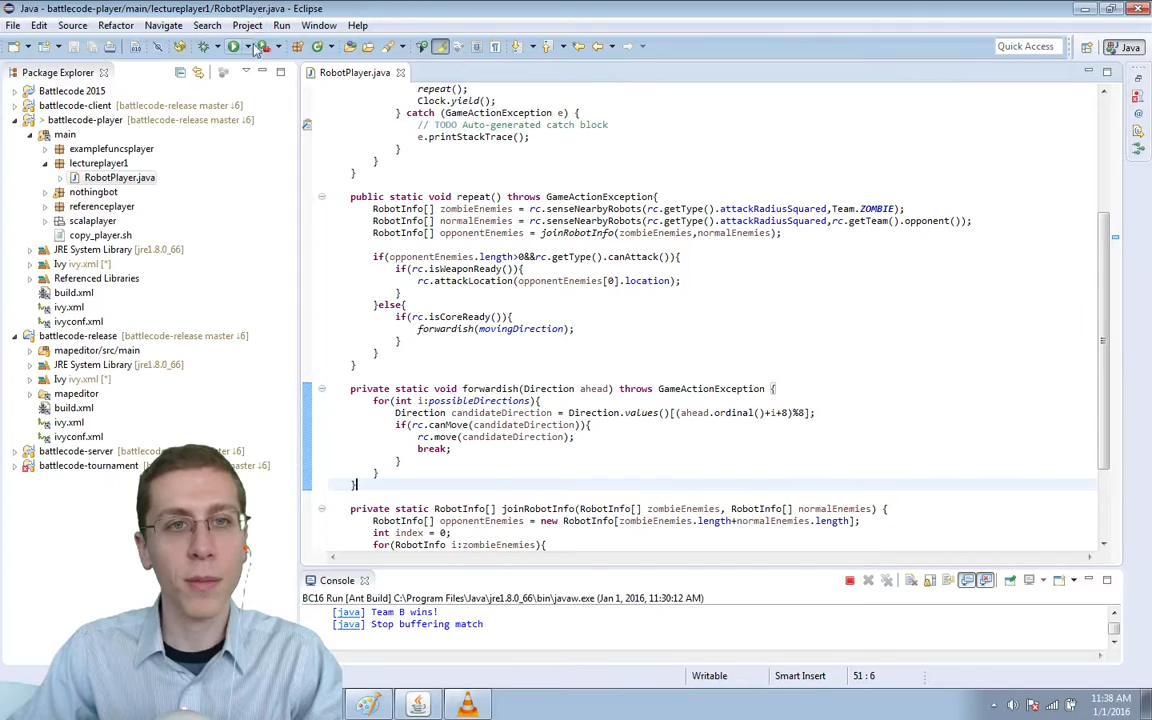 Java - battlecode-player/main/lectureplayer1/RobotPlayer.java - Eclipse
File Edit Source Refactor Navigate Search Project Run Window Help
Quick Access
Java
Package Explorer
RobotPlayer.java
Battlecode 2015
battlecode-client (battlecode-release master ↓6)
> battlecode-player (battlecode-release master ↓6)
main
examplefuncsplayer
lectureplayer1
RobotPlayer.java
nothingbot
referenceplayer
scalaplayer
copy_player.sh
JRE System Library [jre1.8.0_66]
Ivy ivy.xml [*]
Referenced Libraries
build.xml
ivy.xml
ivyconf.xml
battlecode-release (battlecode-release master ↓6)
mapeditor/src/main
JRE System Library [jre1.8.0_66]
Ivy ivy.xml [*]
mapeditor
build.xml
ivy.xml
ivyconf.xml
battlecode-server (battlecode-release master ↓6)
battlecode-tournament (battlecode-release master ↓6)
repeat();
Clock.yield();
} catch (GameActionException e) {
// TODO Auto-generated catch block
e.printStackTrace();
}
}
}
public static void repeat() throws GameActionException{
RobotInfo[] zombieEnemies = rc.senseNearbyRobots(rc.getType().attackRadiusSquared,Team.ZOMBIE);
RobotInfo[] normalEnemies = rc.senseNearbyRobots(rc.getType().attackRadiusSquared,rc.getTeam().opponent());
RobotInfo[] opponentEnemies = joinRobotInfo(zombieEnemies,normalEnemies);
if(opponentEnemies.length>0&&rc.getType().canAttack()){
if(rc.isWeaponReady()){
rc.attackLocation(opponentEnemies[0].location);
}
}else{
if(rc.isCoreReady()){
forwardish(movingDirection);
}
}
}
private static void forwardish(Direction ahead) throws GameActionException {
for(int i:possibleDirections){
Direction candidateDirection = Direction.values()[(ahead.ordinal()+i+8)%8];
if(rc.canMove(candidateDirection)){
rc.move(candidateDirection);
break;
}
}
}
private static RobotInfo[] joinRobotInfo(RobotInfo[] zombieEnemies, RobotInfo[] normalEnemies) {
RobotInfo[] opponentEnemies = new RobotInfo[zombieEnemies.length+normalEnemies.length];
int index = 0;
for(RobotInfo i:zombieEnemies){
Console
BC16 [Ant Build] C:\Program Files\Java\jre1.8.0_66\bin\javaw.exe (Jan 1, 2016, 11:30:12 AM)
[java] Team B wins!
[java] Stop buffering match
Writable
Smart Insert
51 : 6
11:38 AM
1/1/2016